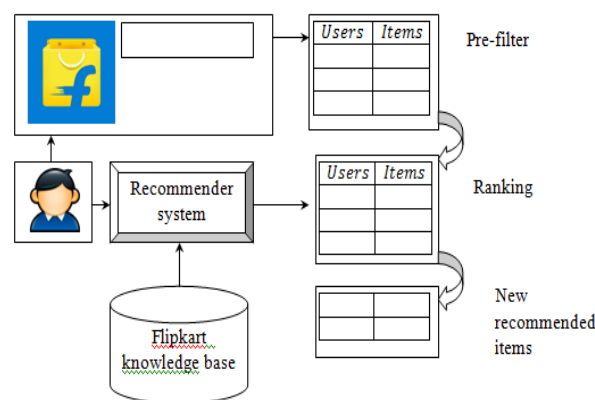 Users Items
Pre-filter
Recommender
system
Users Items
Ranking
Flipkart
knowledge base
New
recommended
items